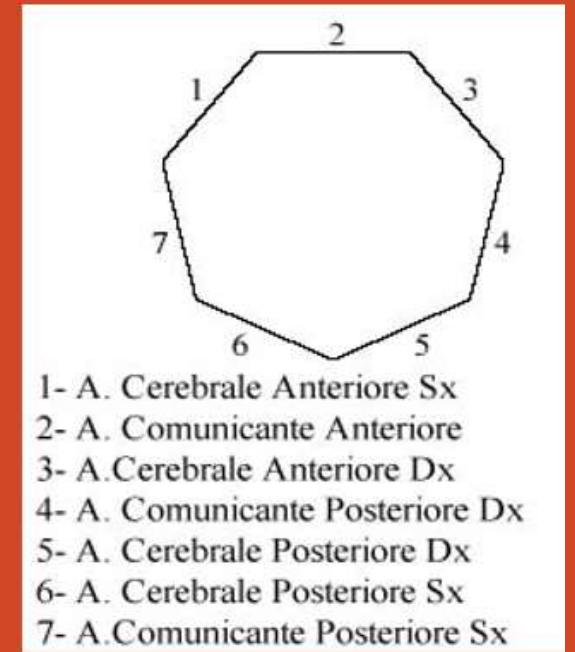 2
1
3
7
4
6
5
1- A. Cerebrale Anteriore Sx
2- A. Comunicante Anteriore
3- A.Cerebrale Anteriore Dx
4- A. Comunicante Posteriore Dx
5- A. Cerebrale Posteriore Dx
6- A. Cerebrale Posteriore Sx
7- A.Comunicante Posteriore Sx